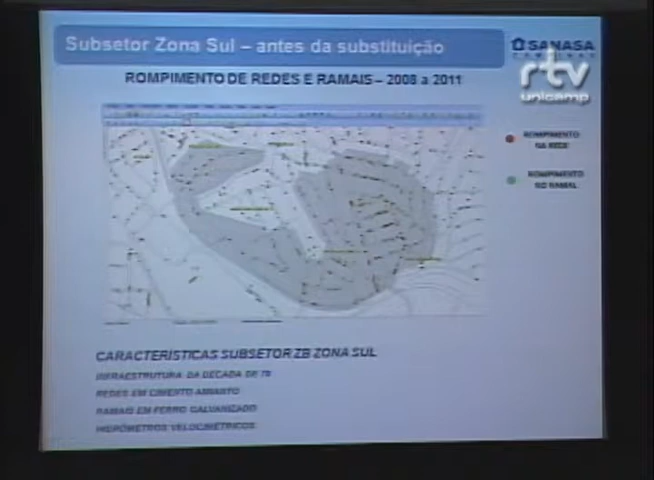 Subsetor Zona Sul – antes da substituição
SANASA
rtv
unicamp
ROMPIMENTO DE REDES E RAMAIS – 2008 a 2011
ROMPIMENTO
NA REDE
ROMPIMENTO
NO RAMAL
CARACTERÍSTICAS SUBSETOR ZB ZONA SUL
INFRAESTRUTURA DA DÉCADA DE 70
REDES EM CIMENTO AMIANTO
RAMAIS EM FERRO GALVANIZADO
HIDRÔMETROS VELOCIMÉTRICOS